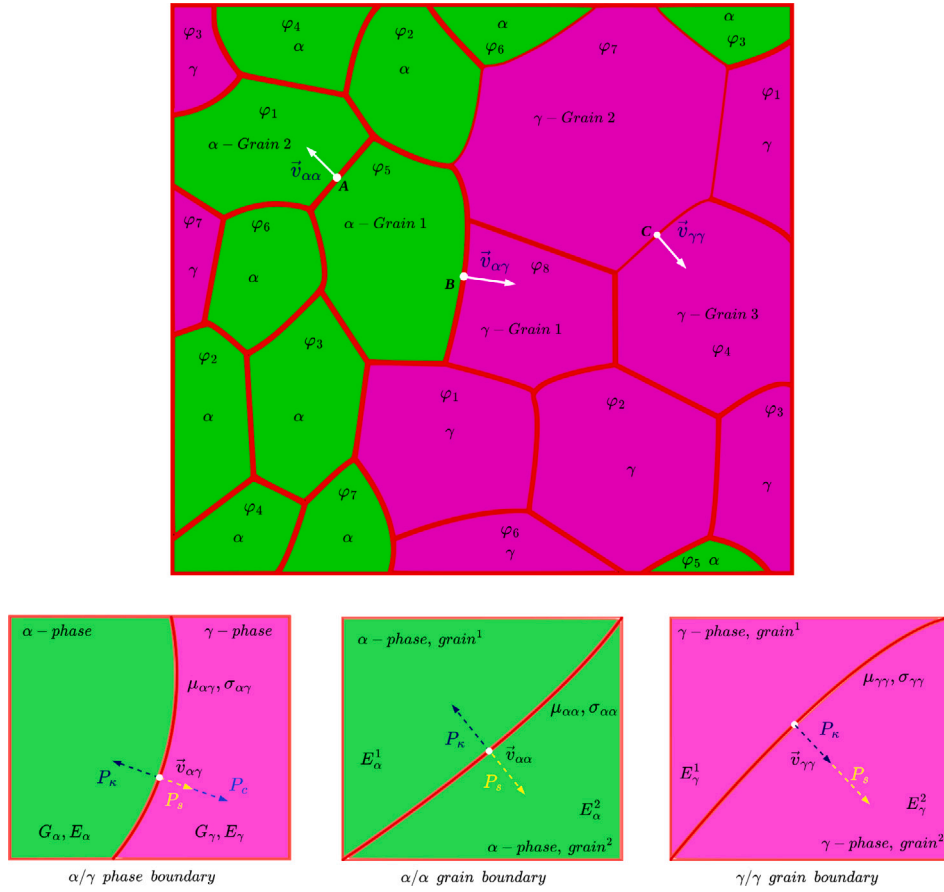 φ₃
φ₄
φ₂
α
α
φ₆
φ₇
α
φ₃
γ
α
φ₁
φ₁
α – Grain 2
γ – Grain 2
γ
v⃗αα
A
φ₅
φ₇
φ₆
α – Grain 1
C
v⃗γγ
γ
α
B
v⃗αγ
φ₈
γ – Grain 1
γ – Grain 3
φ₂
φ₃
φ₄
φ₁
φ₂
φ₃
α
α
γ
γ
γ
φ₄
φ₇
φ₆
α
α
γ
φ₅ α
α – phase
γ – phase
μαγ, σαγ
Pκ
v⃗αγ
Ps
Pc
Gα, Eα
Gγ, Eγ
α/γ phase boundary
α – phase, grain¹
μαα, σαα
Pκ
v⃗αα
E¹α
Ps
E²α
α – phase, grain²
α/α grain boundary
γ – phase, grain¹
μγγ, σγγ
Pκ
v⃗γγ
E¹γ
Ps
E²γ
γ – phase, grain²
γ/γ grain boundary